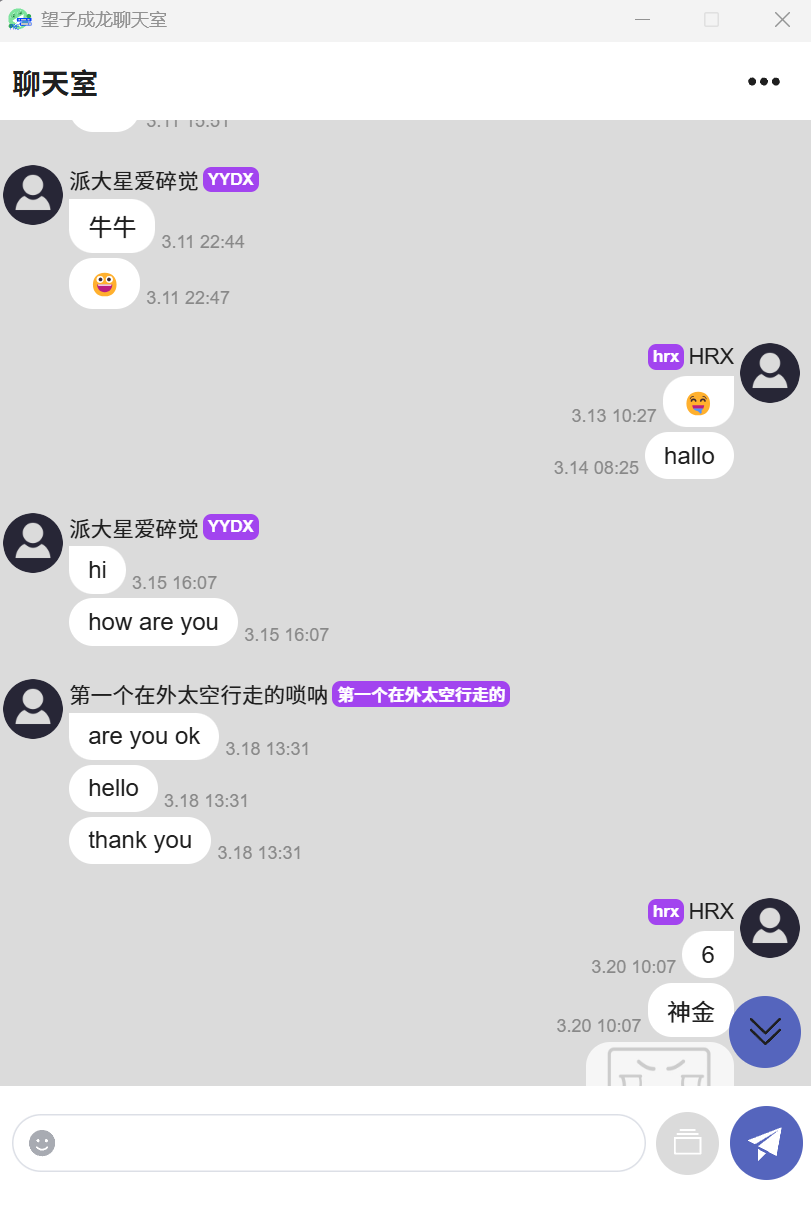 望子成龙聊天室
聊天室
3.11 15:51
派大星爱碎觉 YYDX
牛牛 3.11 22:44
3.11 22:47
hrx HRX
3.13 10:27
3.14 08:25 hallo
派大星爱碎觉 YYDX
hi 3.15 16:07
how are you 3.15 16:07
第一个在外太空行走的唢呐 第一个在外太空行走的
are you ok 3.18 13:31
hello 3.18 13:31
thank you 3.18 13:31
hrx HRX
3.20 10:07 6
3.20 10:07 神金